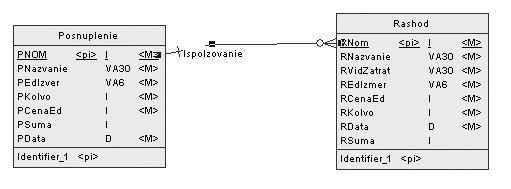 Posnuplenie
PNOM <pi> I <M>
PNazvanie VA30 <M>
PEdIzver VA6 <M>
PKolvo I
PCenaEd I <M>
PSuma I
PData D <M>
Identifier_1 <pi>
Ispolzovanie
Rashod
RNom <pi> I <M>
RNazvanie VA30 <M>
RVidZatrat VA30 <M>
REdIzmer VA6 <M>
RCenaEd I <M>
RKolvo I <M>
RData D <M>
RSuma I
Identifier_1 <pi>